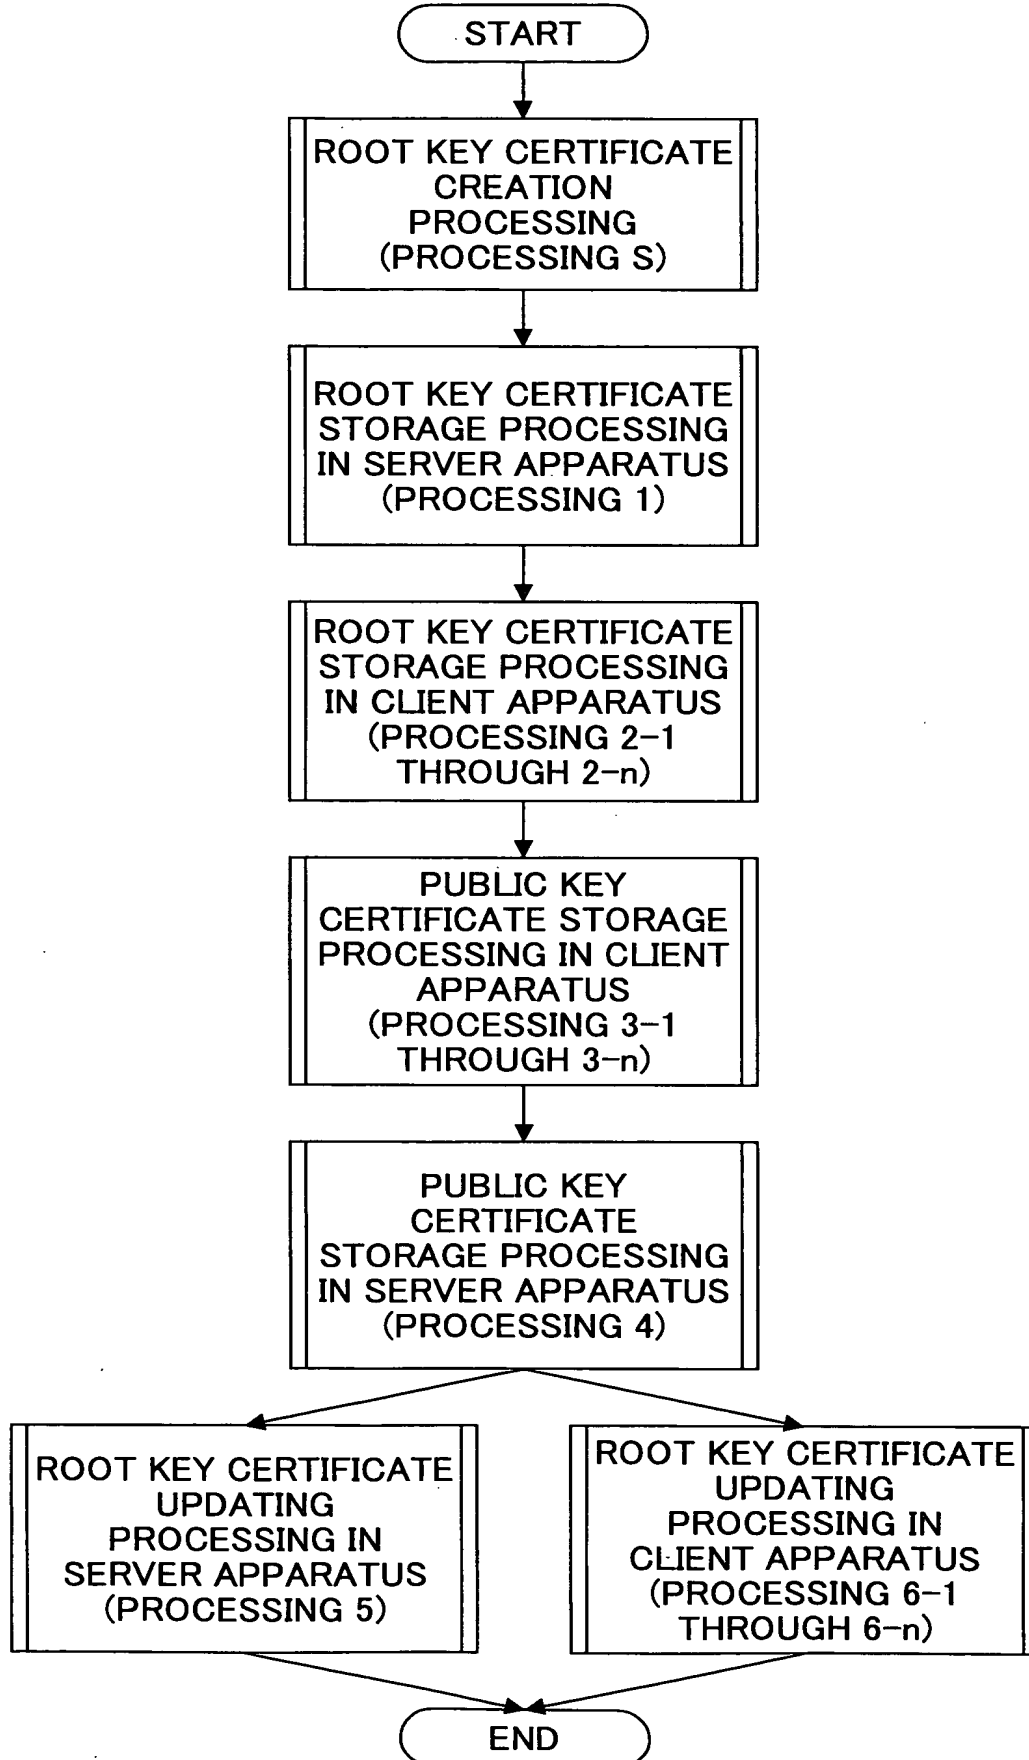 START
ROOT KEY CERTIFICATE
CREATION
PROCESSING
(PROCESSING S)
ROOT KEY CERTIFICATE
STORAGE PROCESSING
IN SERVER APPARATUS
(PROCESSING 1)
ROOT KEY CERTIFICATE
STORAGE PROCESSING
IN CLIENT APPARATUS
(PROCESSING 2-1
THROUGH 2-n)
PUBLIC KEY
CERTIFICATE STORAGE
PROCESSING IN CLIENT
APPARATUS
(PROCESSING 3-1
THROUGH 3-n)
PUBLIC KEY
CERTIFICATE
STORAGE PROCESSING
IN SERVER APPARATUS
(PROCESSING 4)
ROOT KEY CERTIFICATE
UPDATING
PROCESSING IN
SERVER APPARATUS
(PROCESSING 5)
ROOT KEY CERTIFICATE
UPDATING
PROCESSING IN
CLIENT APPARATUS
(PROCESSING 6-1
THROUGH 6-n)
END